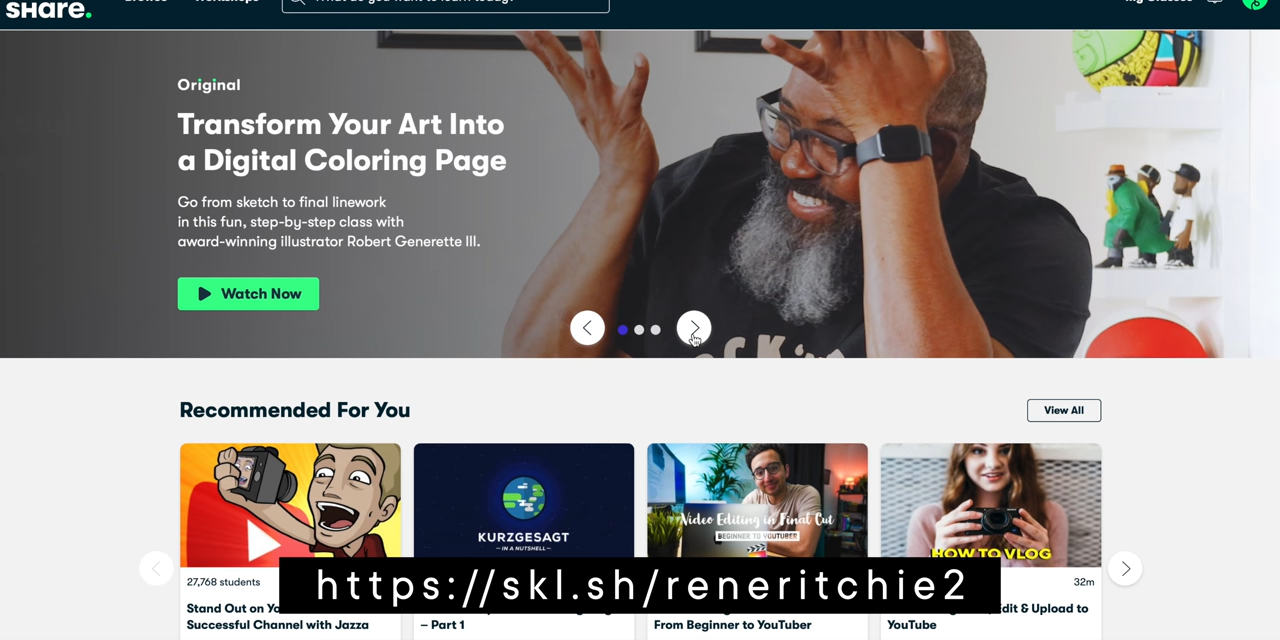 SHARE.
Original
Transform Your Art Into
a Digital Coloring Page
Go from sketch to final linework
in this fun, step-by-step class with
award-winning illustrator Robert Generette III.
Watch Now
Recommended For You
View All
KURZGESAGT
— IN A NUTSHELL —
Video Editing in Final Cut
BEGINNER TO YOUTUBER
HOW TO VLOG
27,768 students
32m
https://skl.sh/reneritchie2
Stand Out on
Successful Channel with Jazza
– Part 1
From Beginner to YouTuber
Edit & Upload to
YouTube